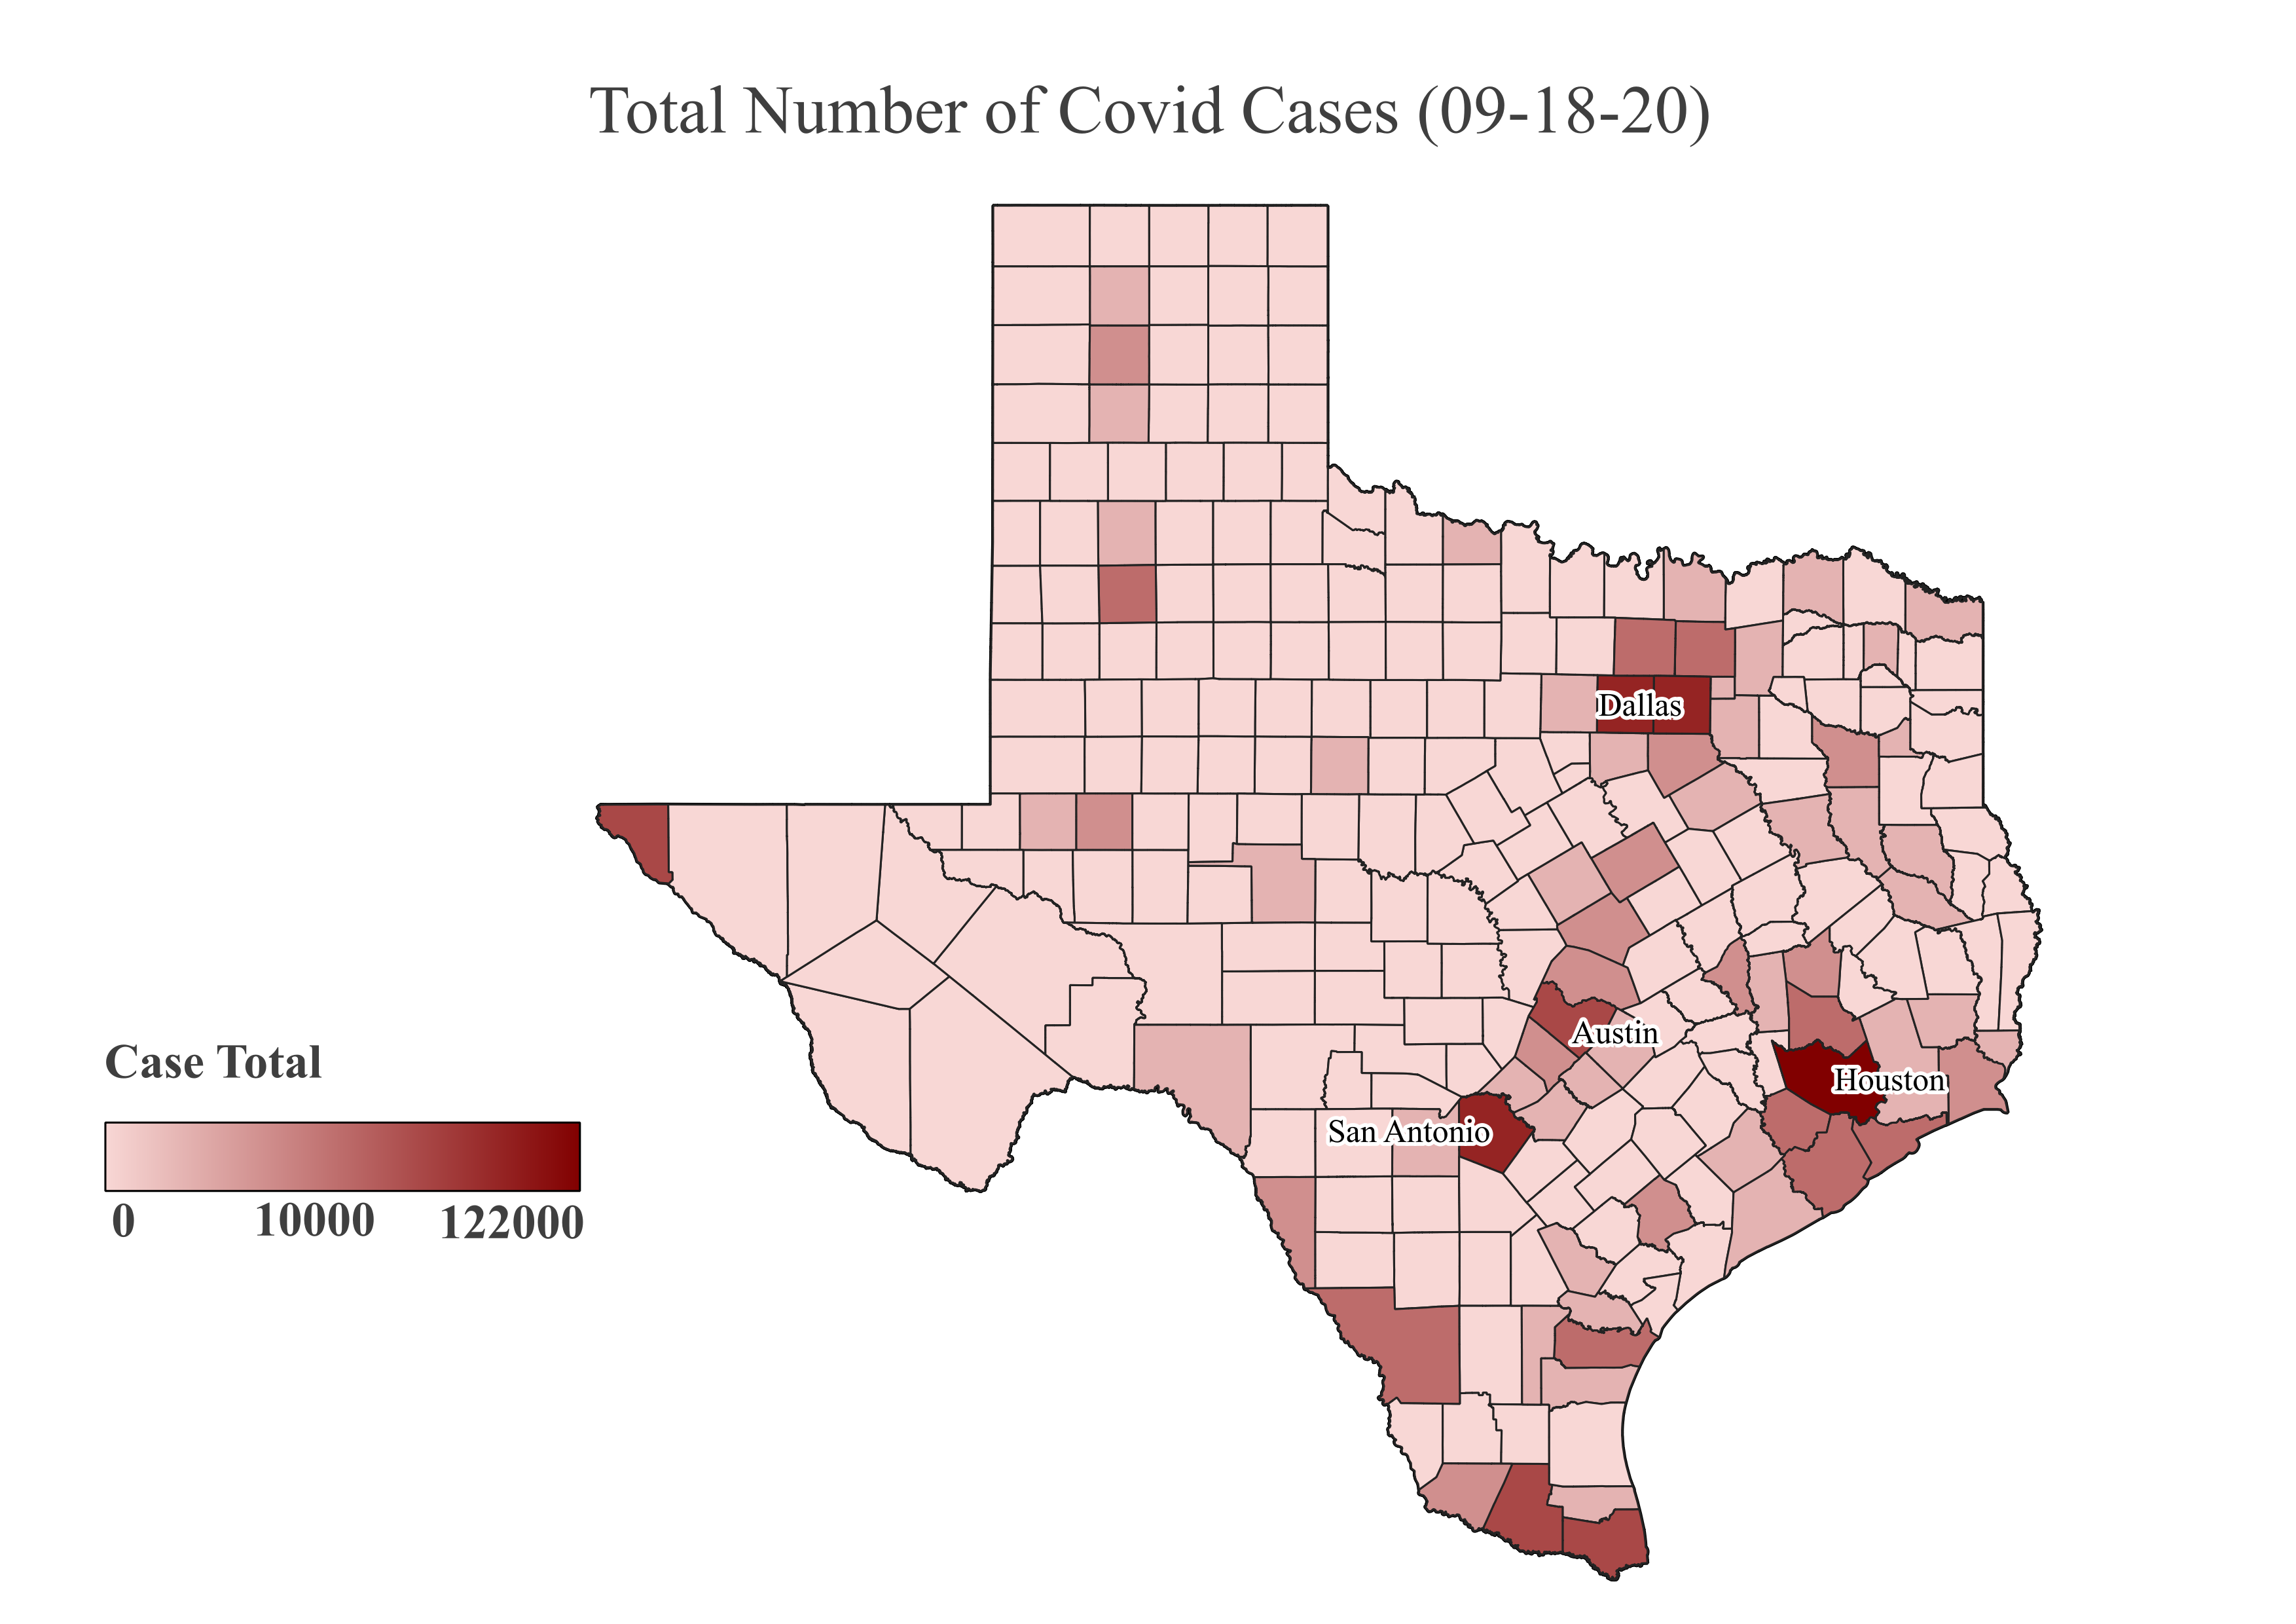 Total Number of Covid Cases (09-18-20)
Dallas
Austin
Houston
San Antonio
Case Total
0 10000 122000